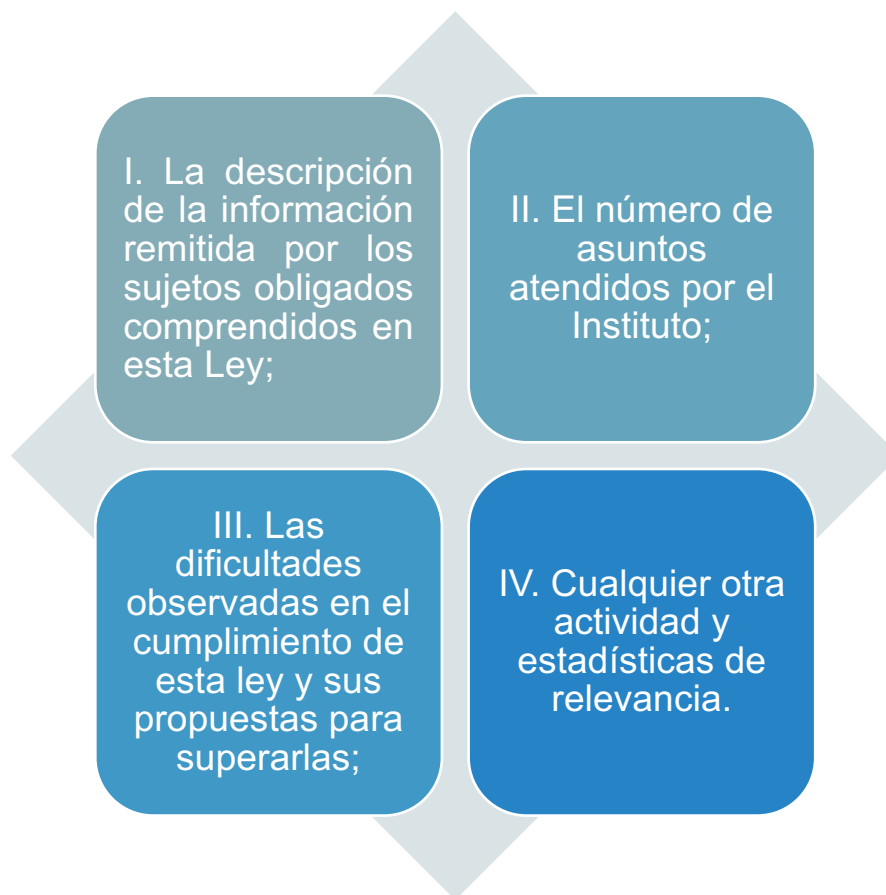 I. La descripción
de la información
remitida por los
sujetos obligados
comprendidos en
esta Ley;
II. El número de
asuntos
atendidos por el
Instituto;
III. Las
dificultades
observadas en el
cumplimiento de
esta ley y sus
propuestas para
superarlas;
IV. Cualquier otra
actividad y
estadísticas de
relevancia.